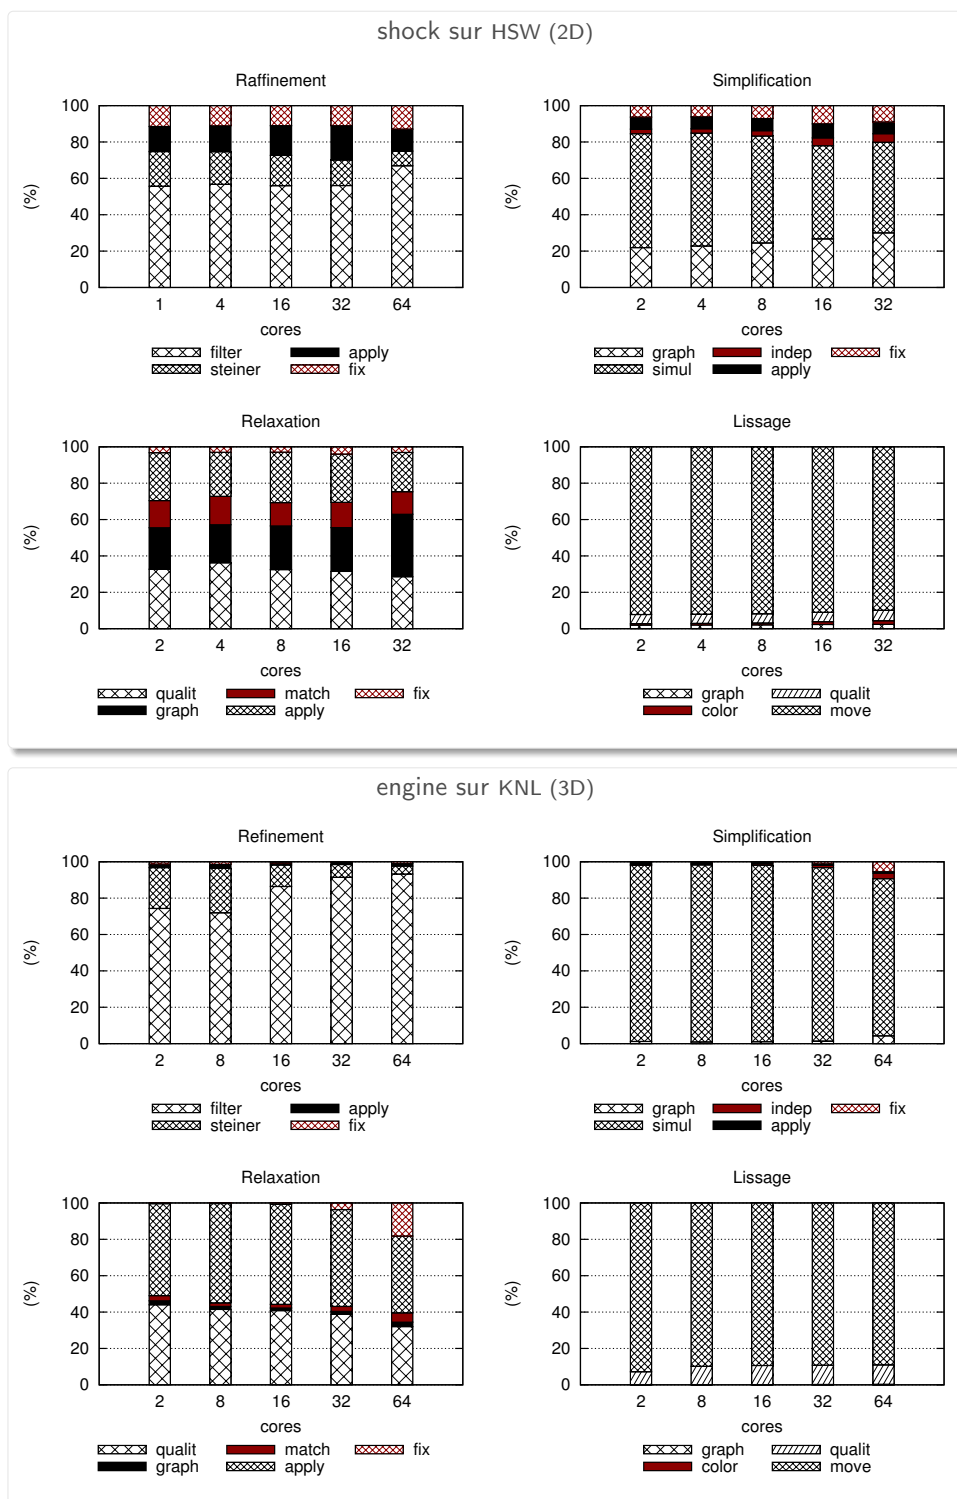 shock sur HSW (2D)
Raffinement
100
80
60
40
20
0
(%)
1 4 16 32 64
cores
filter apply
steiner fix
Simplification
100
80
60
40
20
0
(%)
2 4 8 16 32
cores
graph indep fix
simul apply
Relaxation
100
80
60
40
20
0
(%)
2 4 8 16 32
cores
qualit match fix
graph apply
Lissage
100
80
60
40
20
0
(%)
2 4 8 16 32
cores
graph qualit
color move
engine sur KNL (3D)
Refinement
100
80
60
40
20
0
(%)
2 8 16 32 64
cores
filter apply
steiner fix
Simplification
100
80
60
40
20
0
(%)
2 8 16 32 64
cores
graph indep fix
simul apply
Relaxation
100
80
60
40
20
0
(%)
2 8 16 32 64
cores
qualit match fix
graph apply
Lissage
100
80
60
40
20
0
(%)
2 8 16 32 64
cores
graph qualit
color move